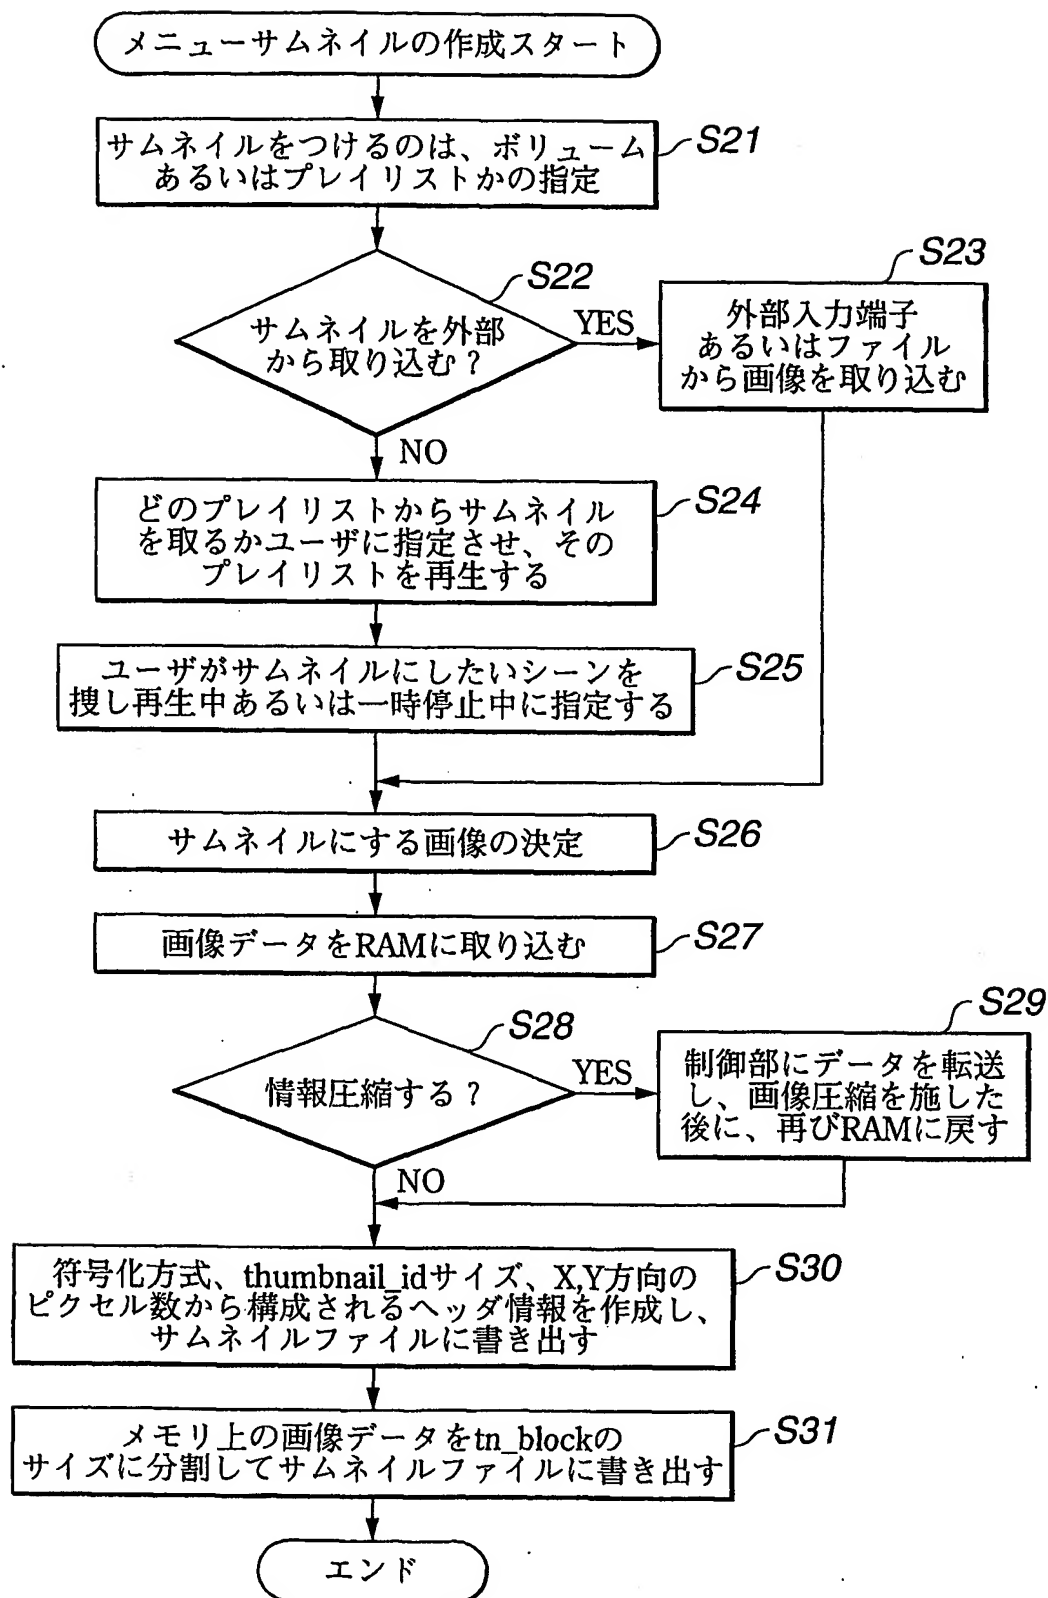 メニューサムネイルの作成スタート
サムネイルをつけるのは、ボリューム
あるいはプレイリストかの指定
S21
サムネイルを外部
から取り込む?
S22
YES
NO
外部入力端子
あるいはファイル
から画像を取り込む
S23
どのプレイリストからサムネイル
を取るかユーザに指定させ、その
プレイリストを再生する
S24
ユーザがサムネイルにしたいシーンを
捜し再生中あるいは一時停止中に指定する
S25
サムネイルにする画像の決定
S26
画像データをRAMに取り込む
S27
情報圧縮する?
S28
YES
NO
制御部にデータを転送
し、画像圧縮を施した
後に、再びRAMに戻す
S29
符号化方式、thumbnail_idサイズ、X,Y方向の
ピクセル数から構成されるヘッダ情報を作成し、
サムネイルファイルに書き出す
S30
メモリ上の画像データをtn_blockの
サイズに分割してサムネイルファイルに書き出す
S31
エンド